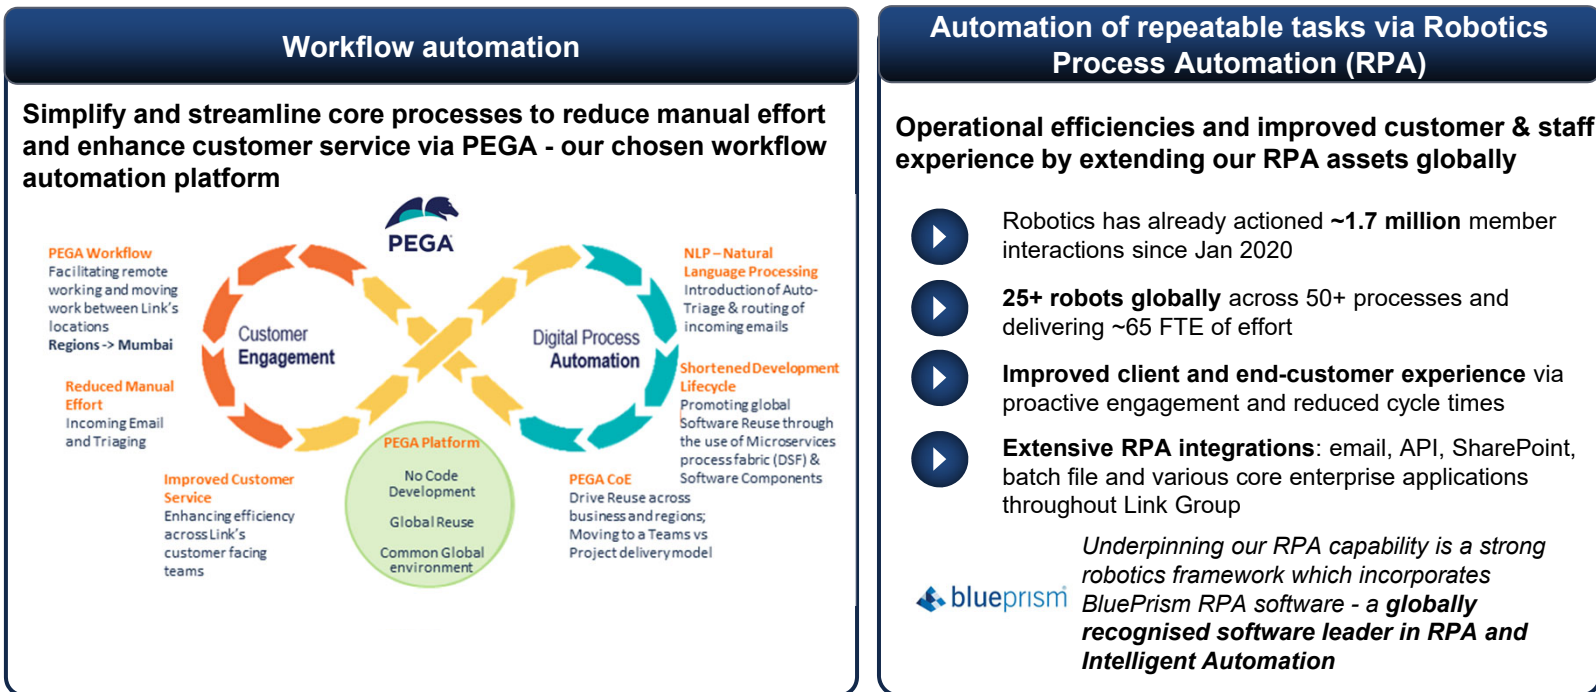 Workflow automation
Simplify and streamline core processes to reduce manual effort
and enhance customer service via PEGA - our chosen workflow
automation platform
PEGA
PEGA Workflow
Facilitating remote
working and moving
work between Link's
locations
Regions -> Mumbai
Reduced Manual
Effort
Incoming Email
and Triaging
Improved Customer
Service
Enhancing efficiency
across Link's
customer facing
teams
Customer
Engagement
PEGA Platform
No Code
Development
Global Reuse
Common Global
environment
Digital Process
Automation
NLP – Natural
Language Processing
Introduction of Auto-
Triage & routing of
incoming emails
Shortened Development
Lifecycle
Promoting global
Software Reuse through
the use of Microservices
process fabric (DSF) &
Software Components
PEGA CoE
Drive Reuse across
business and regions;
Moving to a Teams vs
Project delivery model
Automation of repeatable tasks via Robotics
Process Automation (RPA)
Operational efficiencies and improved customer & staff
experience by extending our RPA assets globally
Robotics has already actioned ~1.7 million member
interactions since Jan 2020
25+ robots globally across 50+ processes and
delivering ~65 FTE of effort
Improved client and end-customer experience via
proactive engagement and reduced cycle times
Extensive RPA integrations: email, API, SharePoint,
batch file and various core enterprise applications
throughout Link Group
blueprism®
Underpinning our RPA capability is a strong
robotics framework which incorporates
BluePrism RPA software - a globally
recognised software leader in RPA and
Intelligent Automation